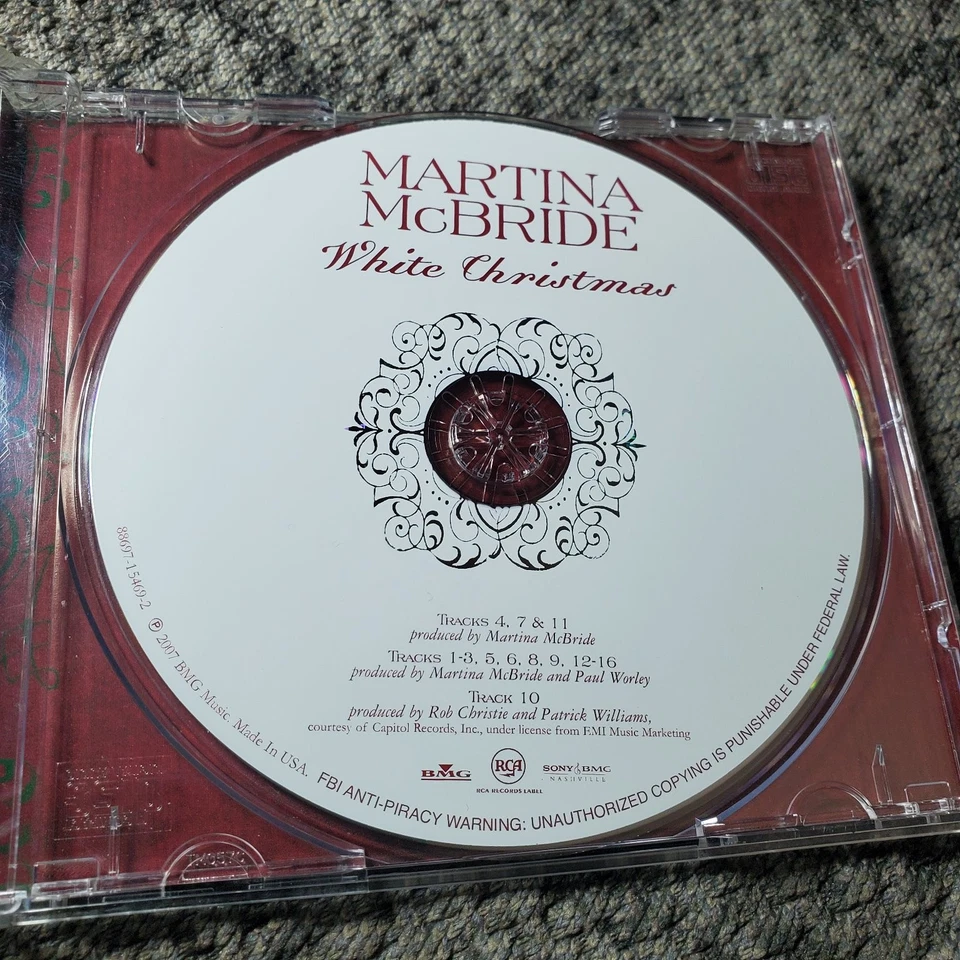 MARTINA
McBRIDE
White Christmas
TRACKS 4, 7 & 11
produced by Martina McBride
TRACKS 1-3, 5, 6, 8, 9, 12-16
produced by Martina McBride and Paul Worley
TRACK 10
produced by Rob Christie and Patrick Williams,
courtesy of Capitol Records, Inc., under license from EMI Music Marketing
BMG
RCA
RCA RECORDS LABEL
SONY BMG
NASHVILLE
88697-15469-2 ℗ 2007 BMG Music. Made In USA. FBI ANTI-PIRACY WARNING: UNAUTHORIZED COPYING IS PUNISHABLE UNDER FEDERAL LAW.